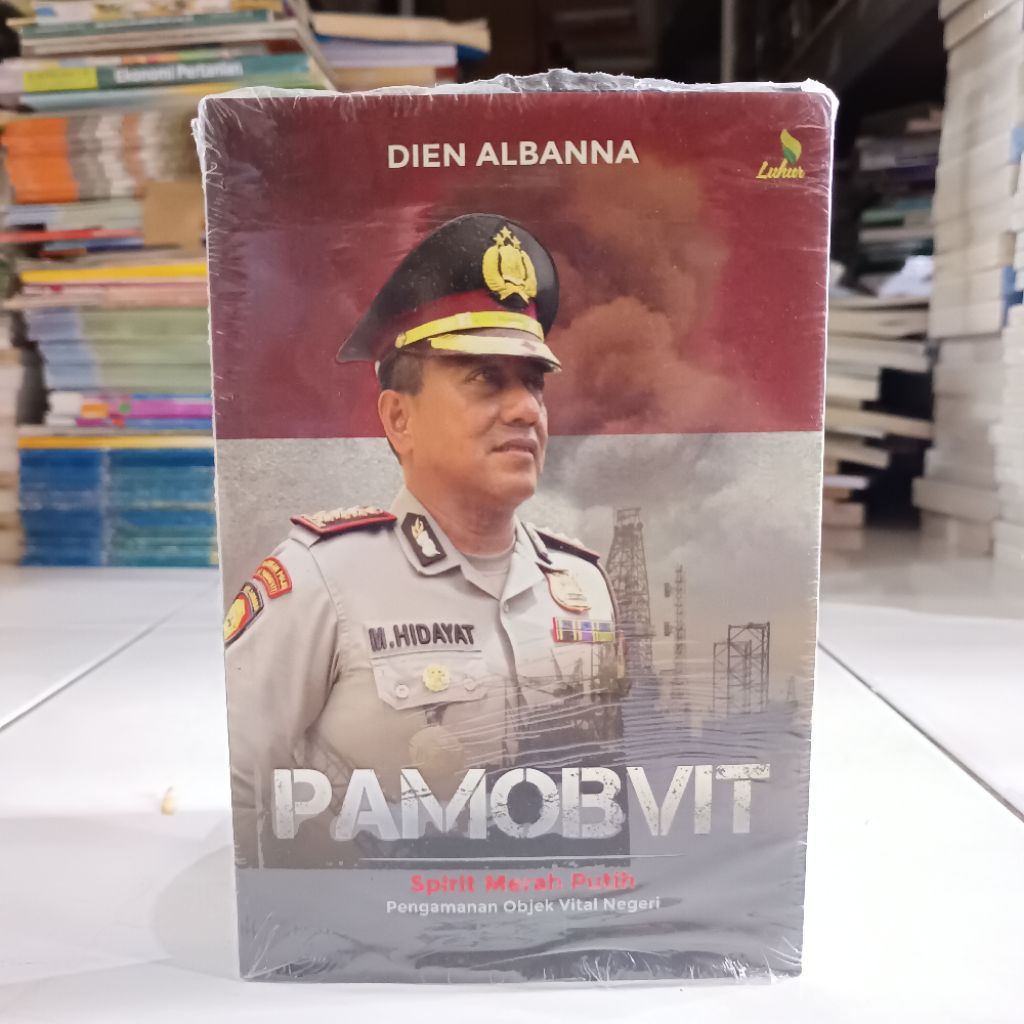 Ekonomi Pertanian
DIEN ALBANNA
Luhur
M.HIDAYAT
PAMOBVIT
Spirit Merah Putih
Pengamanan Objek Vital Negeri